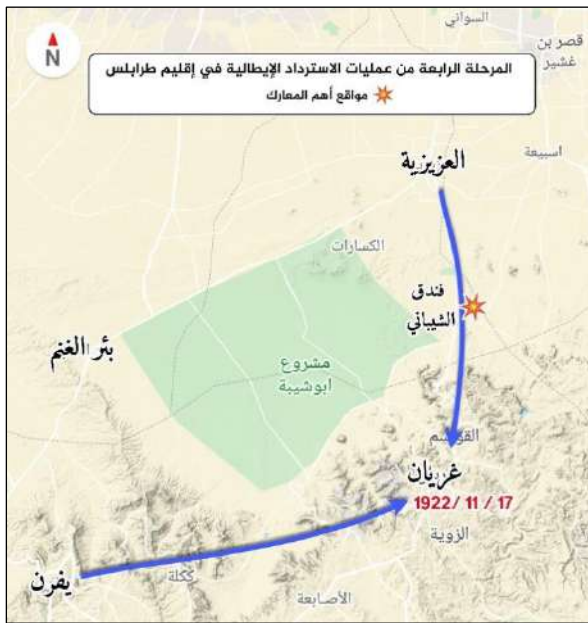 السواني
قصر بن
غشير
N
المرحلة الرابعة من عمليات الاسترداد الإيطالية في إقليم طرابلس
مواقع أهم المعارك
اسبيعة
العزيزية
الكسارات
فندق
الشيباني
بئر الغنم
مشروع
ابوشيبة
القواسم
غريان
1922/ 11 / 17
الزوية
ككلة
يفرن
الأصابعة